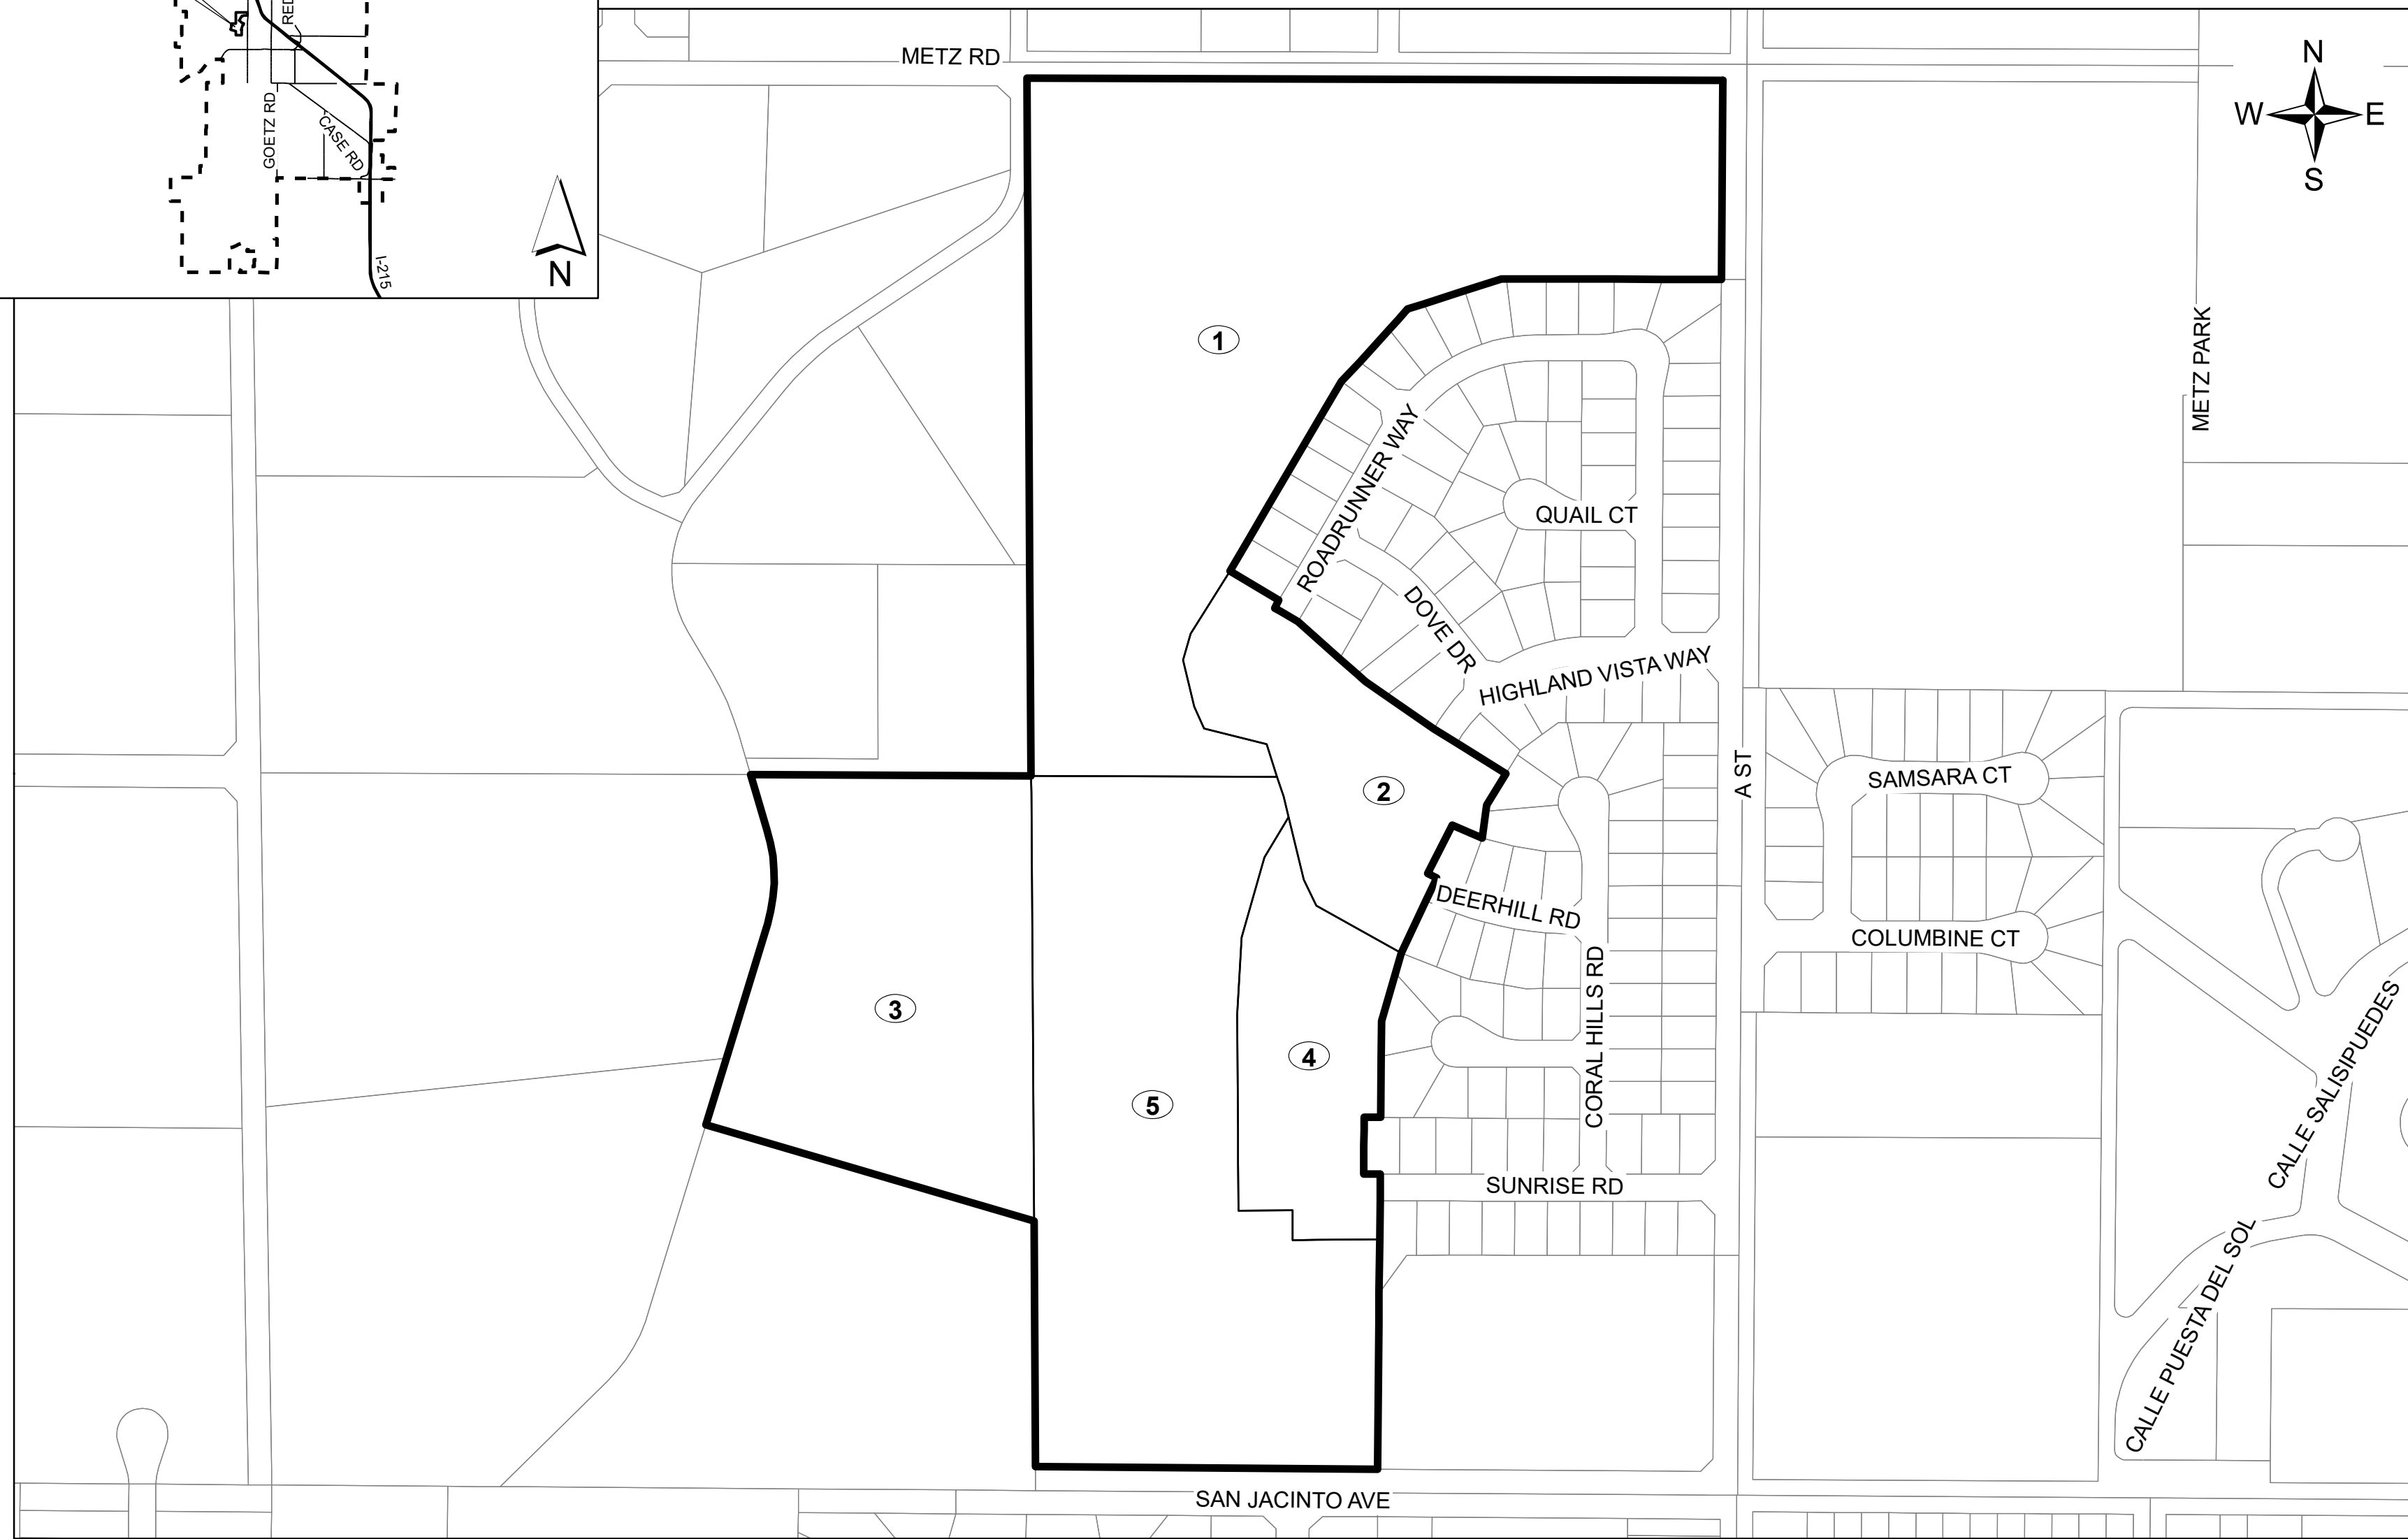 RED
GOETZ RD
CASE RD
I-215
N
METZ RD
N
W E
S
METZ PARK
1
ROADRUNNER WAY
QUAIL CT
DOVE DR
HIGHLAND VISTA WAY
A ST
SAMSARA CT
2
DEERHILL RD
COLUMBINE CT
CORAL HILLS RD
3
4
5
CALLE SALISIPUEDES
SUNRISE RD
CALLE PUESTA DEL SOL
SAN JACINTO AVE